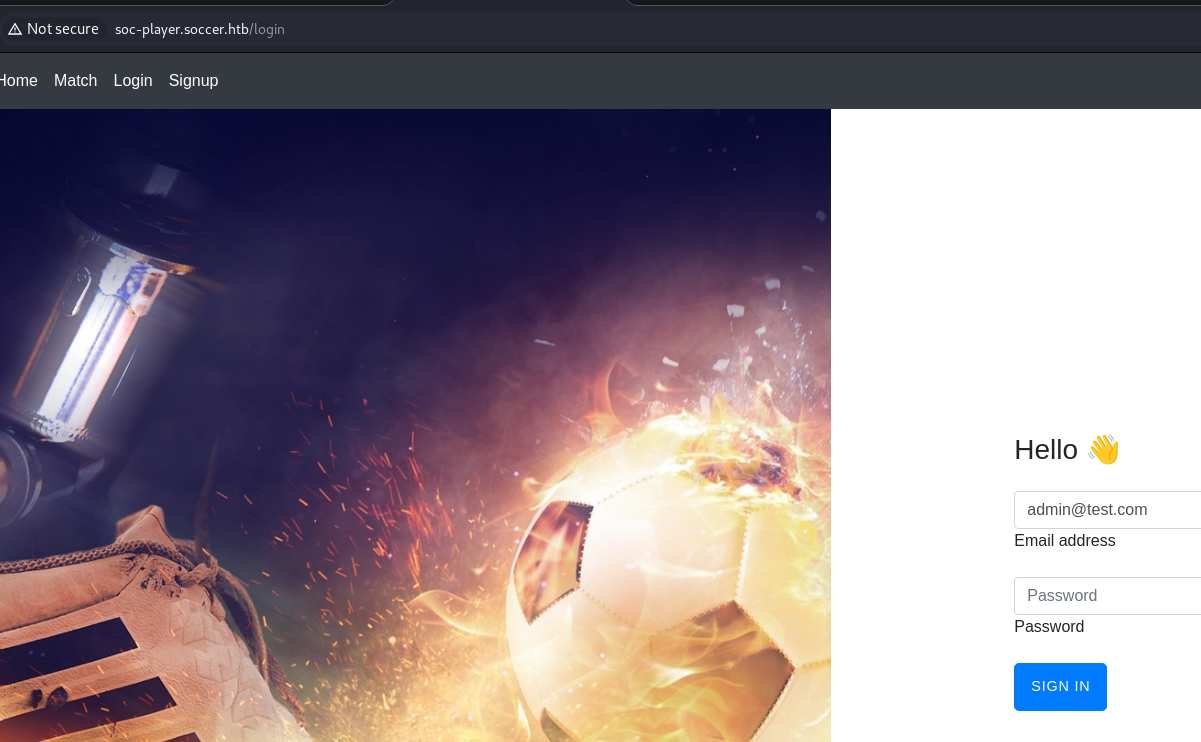 Not secure soc-player.soccer.htb/login
Home Match Login Signup
Hello 👋
admin@test.com
Email address
Password
Password
SIGN IN